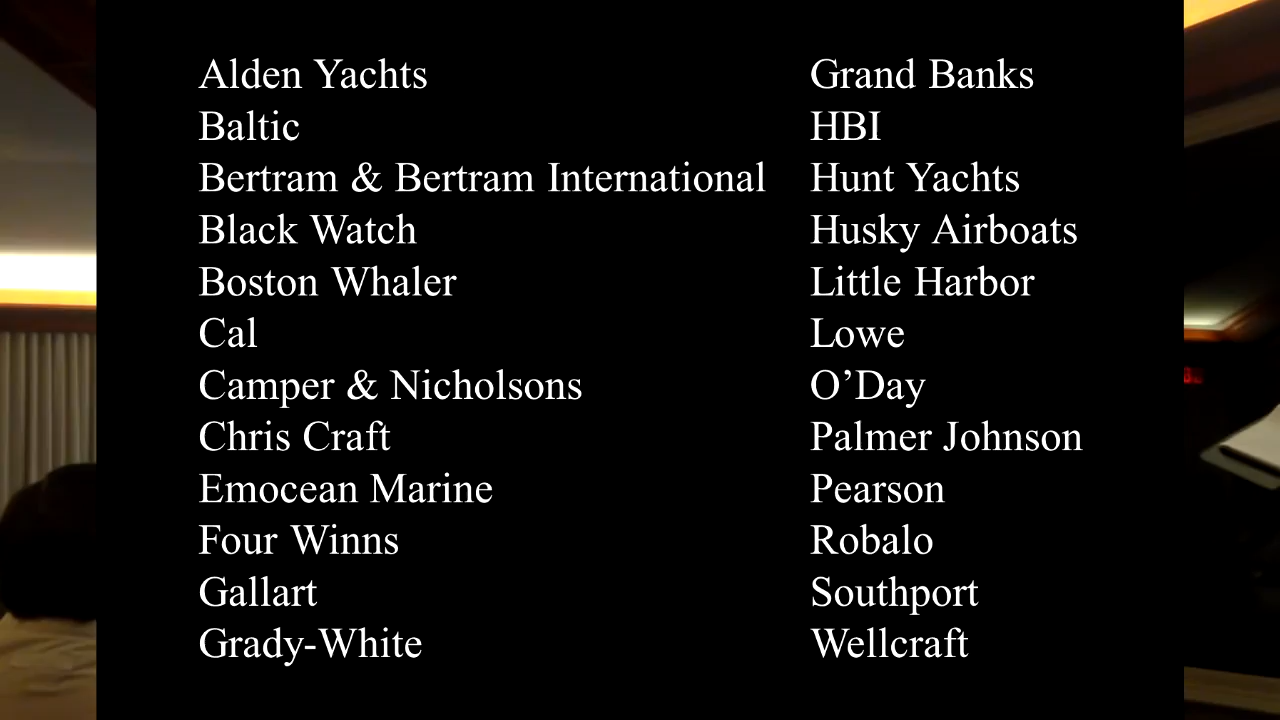 Alden Yachts
Baltic
Bertram & Bertram International
Black Watch
Boston Whaler
Cal
Camper & Nicholsons
Chris Craft
Emocean Marine
Four Winns
Gallart
Grady-White
Grand Banks
HBI
Hunt Yachts
Husky Airboats
Little Harbor
Lowe
O’Day
Palmer Johnson
Pearson
Robalo
Southport
Wellcraft